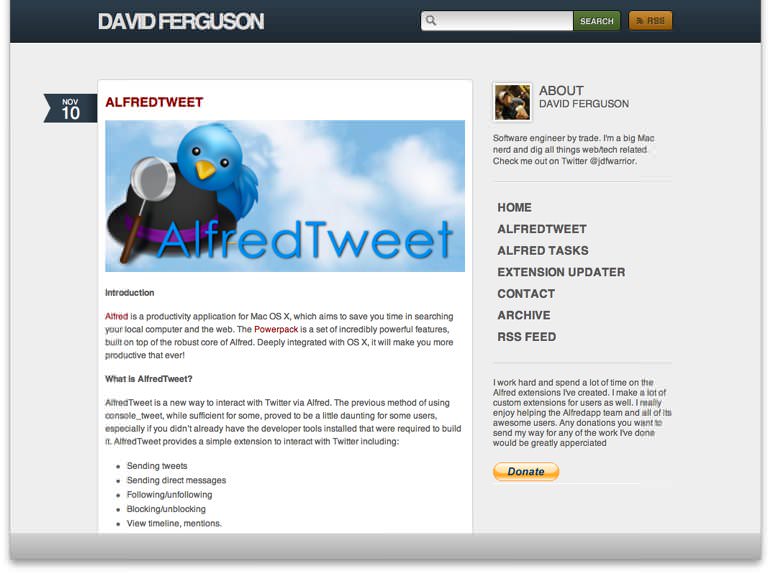 DAVID FERGUSON
SEARCH
RSS
NOV
10
ALFREDTWEET
AlfredTweet
Introduction
Alfred is a productivity application for Mac OS X, which aims to save you time in searching
your local computer and the web. The Powerpack is a set of incredibly powerful features,
built on top of the robust core of Alfred. Deeply integrated with OS X, it will make you more
productive that ever!
What is AlfredTweet?
AlfredTweet is a new way to interact with Twitter via Alfred. The previous method of using
console_tweet, while sufficient for some, proved to be a little daunting for some users,
especially if you didn't already have the developer tools installed that were required to build
it. AlfredTweet provides a simple extension to interact with Twitter including:
Sending tweets
Sending direct messages
Following/unfollowing
Blocking/unblocking
View timeline, mentions.
ABOUT
DAVID FERGUSON
Software engineer by trade. I'm a big Mac
nerd and dig all things web/tech related.
Check me out on Twitter @jdfwarrior.
HOME
ALFREDTWEET
ALFRED TASKS
EXTENSION UPDATER
CONTACT
ARCHIVE
RSS FEED
I work hard and spend a lot of time on the
Alfred extensions I've created. I make a lot of
custom extensions for users as well. I really
enjoy helping the Alfredapp team and all of its
awesome users. Any donations you want to
send my way for any of the work I've done
would be greatly apperciated
Donate